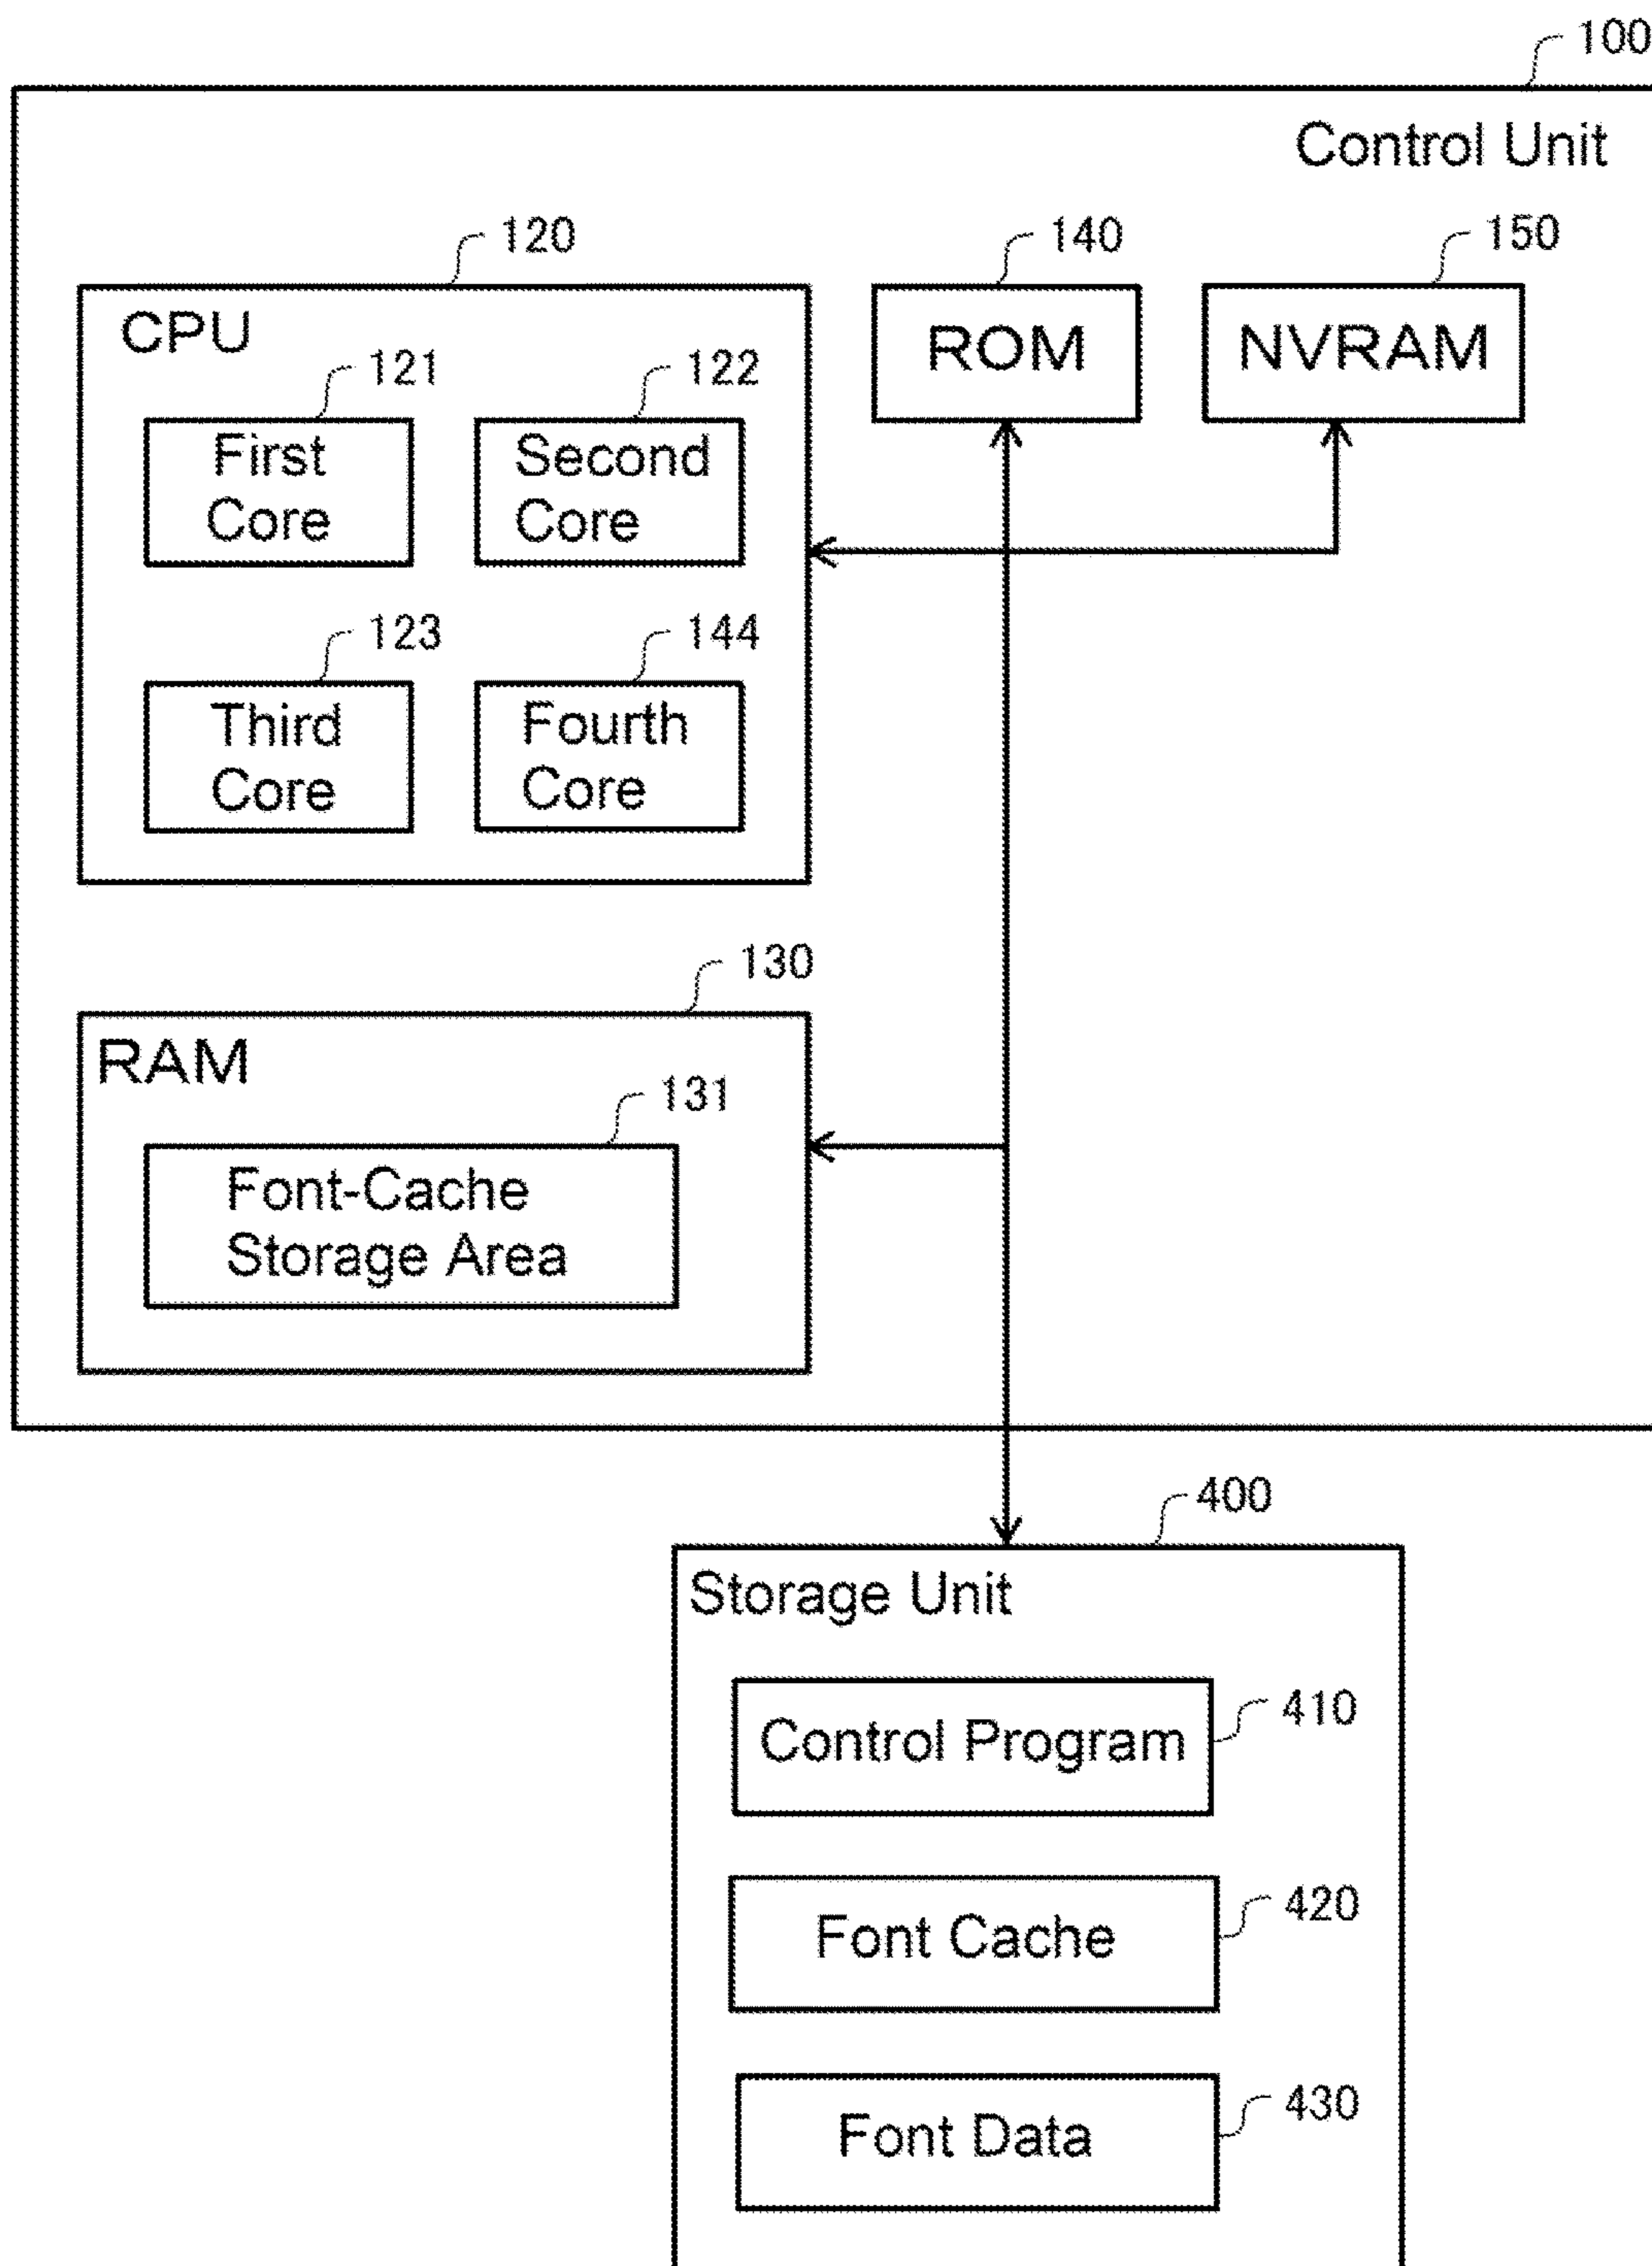 100
Control Unit
120
140
150
CPU
ROM
NVRAM
121
122
First
Core
Second
Core
123
144
Third
Core
Fourth
Core
130
RAM
131
Font-Cache
Storage Area
400
Storage Unit
Control Program
410
Font Cache
420
Font Data
430